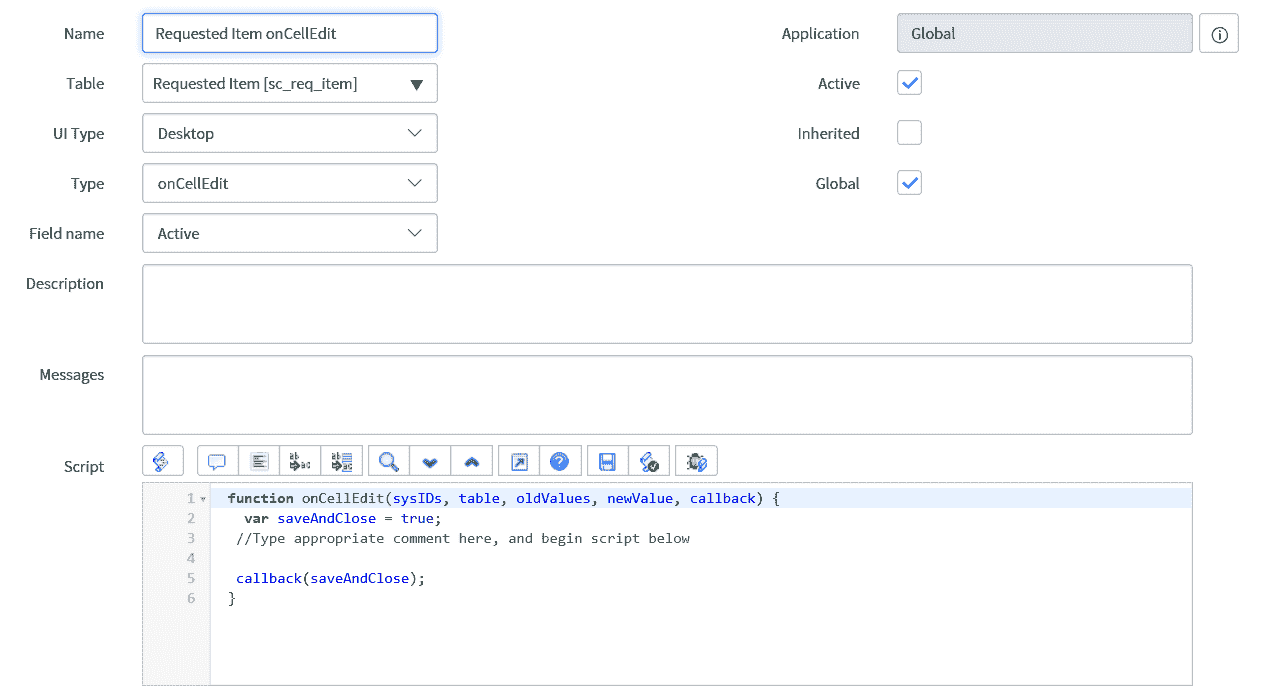 Name Requested Item onCellEdit Application Global
Table Requested Item [sc_req_item] Active
UI Type Desktop Inherited
Type onCellEdit Global
Field name Active
Description
Messages
Script
1 function onCellEdit(sysIDs, table, oldValues, newValue, callback) {
2 var saveAndClose = true;
3 //Type appropriate comment here, and begin script below
4
5 callback(saveAndClose);
6 }